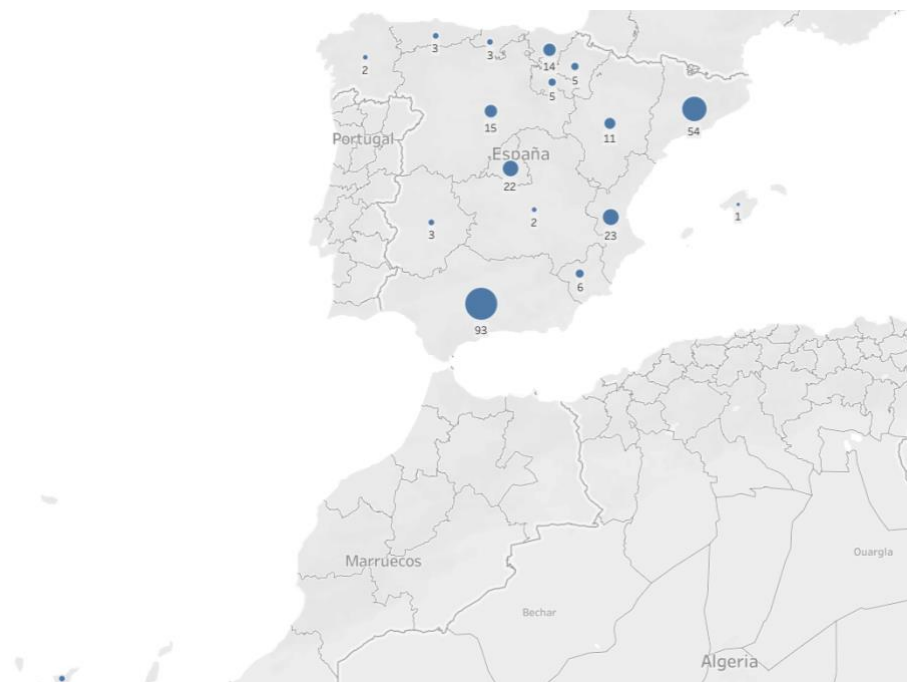 3
3
2
14
5
5
54
15
11
Portugal
España
22
1
2
3
23
6
93
Marruecos
Ouargla
Bechar
Algeria